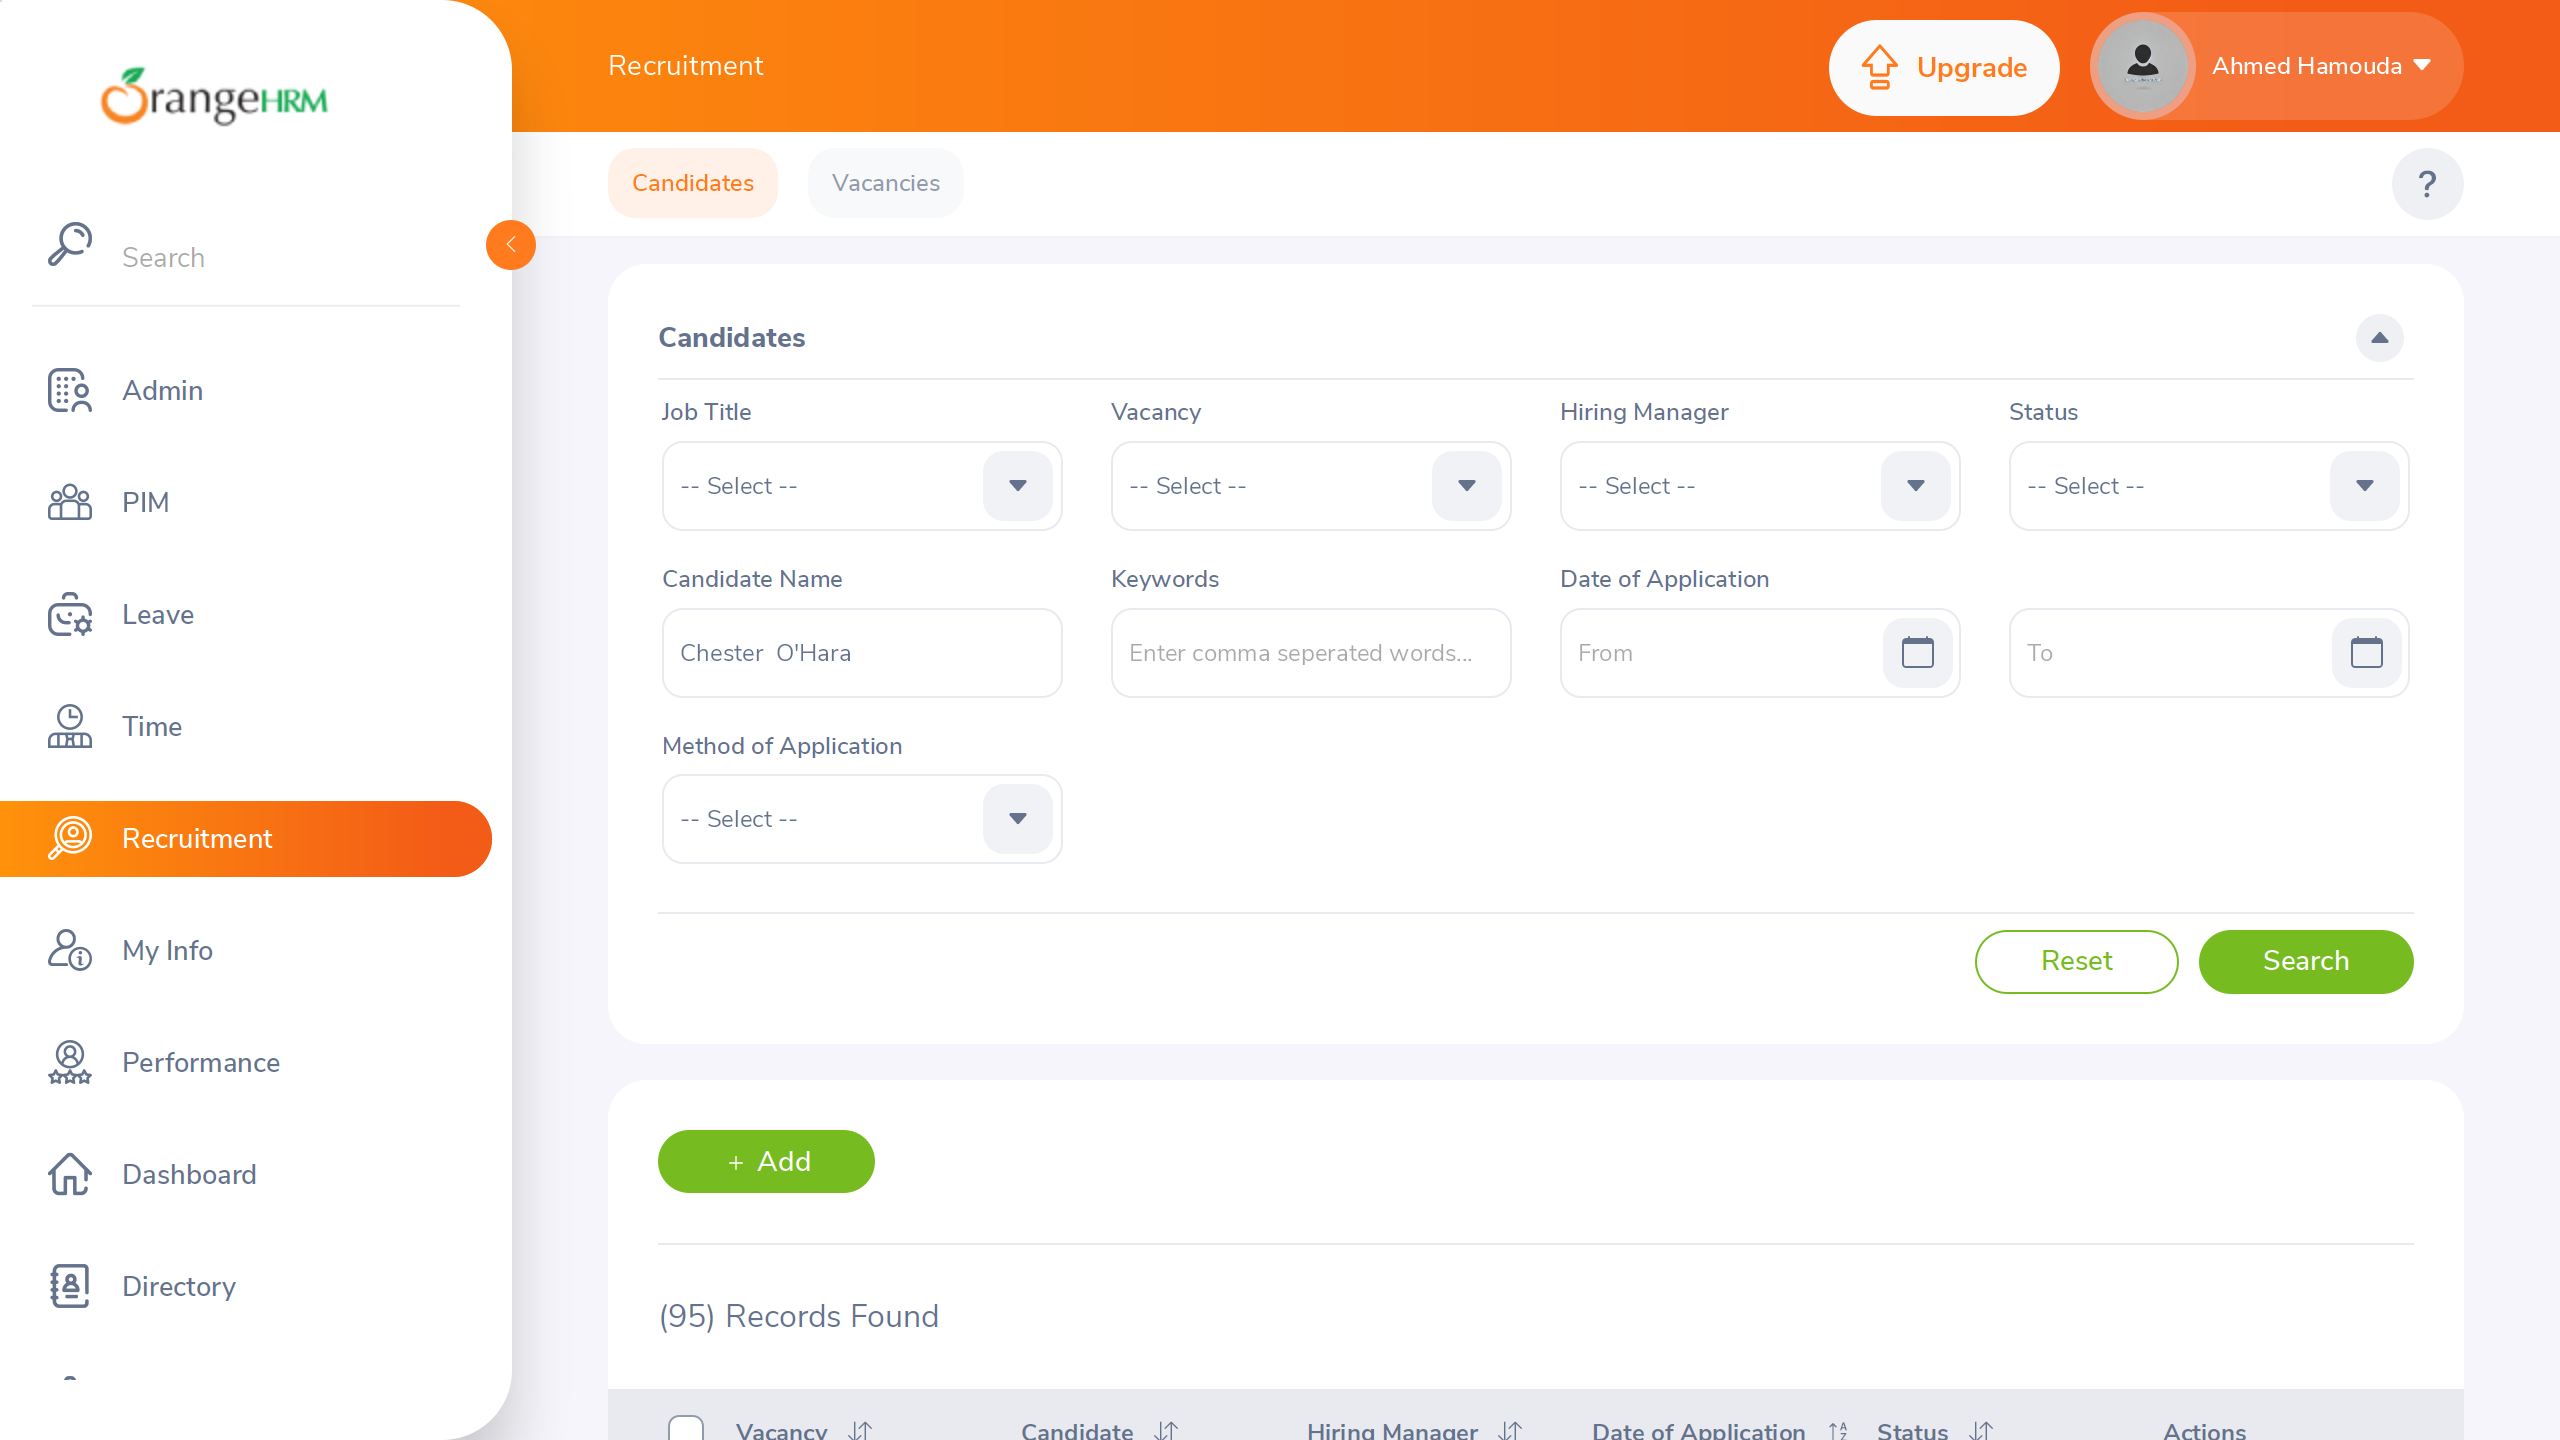 OrangeHRM
Recruitment
Upgrade
Ahmed Hamouda
Candidates
Vacancies
?
Search
Admin
PIM
Leave
Time
Recruitment
My Info
Performance
Dashboard
Directory
Candidates
Job Title
Vacancy
Hiring Manager
Status
-- Select --
-- Select --
-- Select --
-- Select --
Candidate Name
Keywords
Date of Application
Chester  O'Hara
Enter comma seperated words...
From
To
Method of Application
-- Select --
Reset
Search
+ Add
(95) Records Found
Vacancy
Candidate
Hiring Manager
Date of Application
Status
Actions